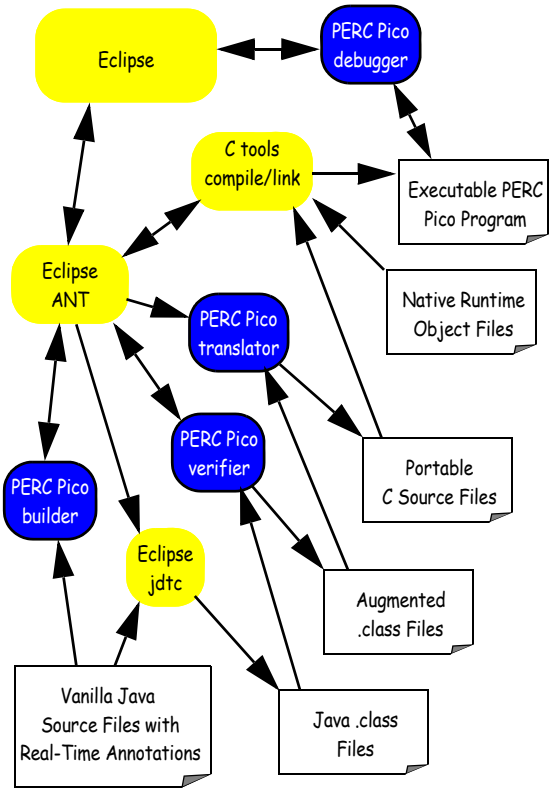 Eclipse
PERC Pico
debugger
C tools
compile/link
Executable PERC
Pico Program
Eclipse
ANT
Native Runtime
Object Files
PERC Pico
translator
PERC Pico
verifier
Portable
C Source Files
PERC Pico
builder
Eclipse
jdtc
Augmented
.class Files
Vanilla Java
Source Files with
Real-Time Annotations
Java .class
Files